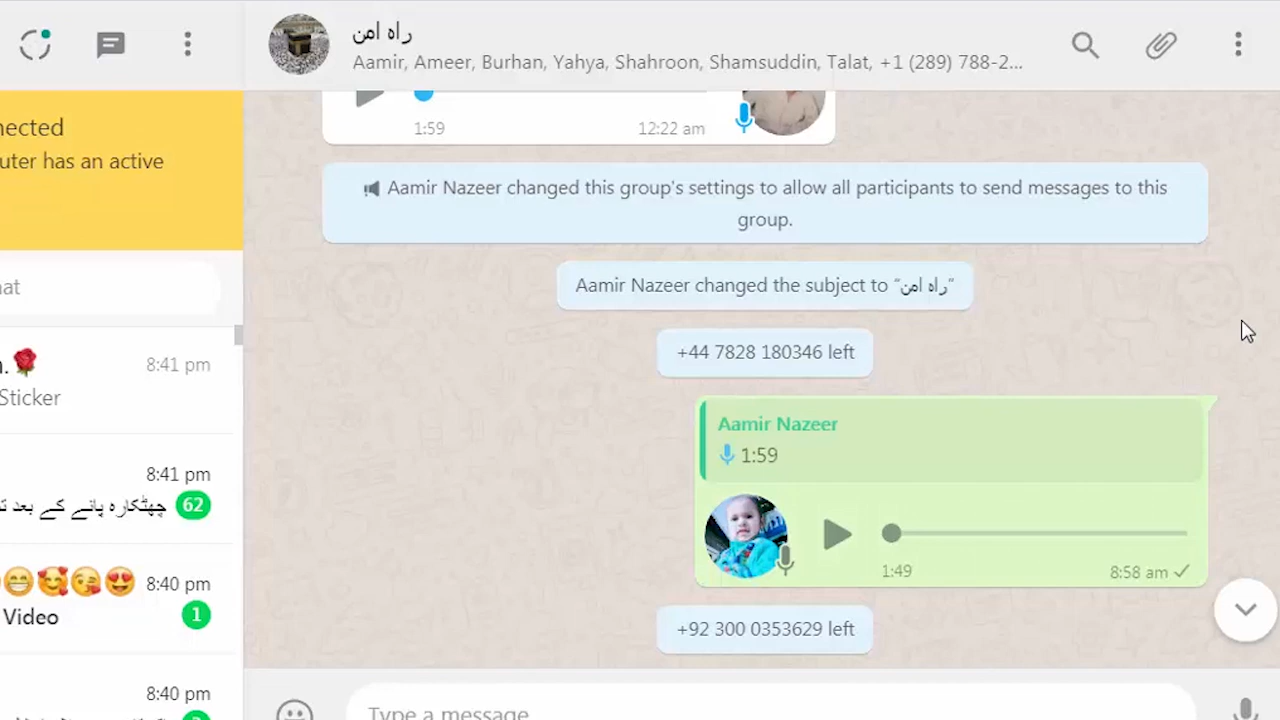 راہ امن
Aamir, Ameer, Burhan, Yahya, Shahroon, Shamsuddin, Talat, +1 (289) 788-2...
nected
uter has an active
1:59
12:22 am
Aamir Nazeer changed this group's settings to allow all participants to send messages to this
group.
Aamir Nazeer changed the subject to “راہ امن”
+44 7828 180346 left
Aamir Nazeer
1:59
1:49
8:58 am
+92 300 0353629 left
Type a message
8:41 pm
Sticker
8:41 pm
چھٹکارہ پانے کے بعد
62
8:40 pm
Video
1
8:40 pm